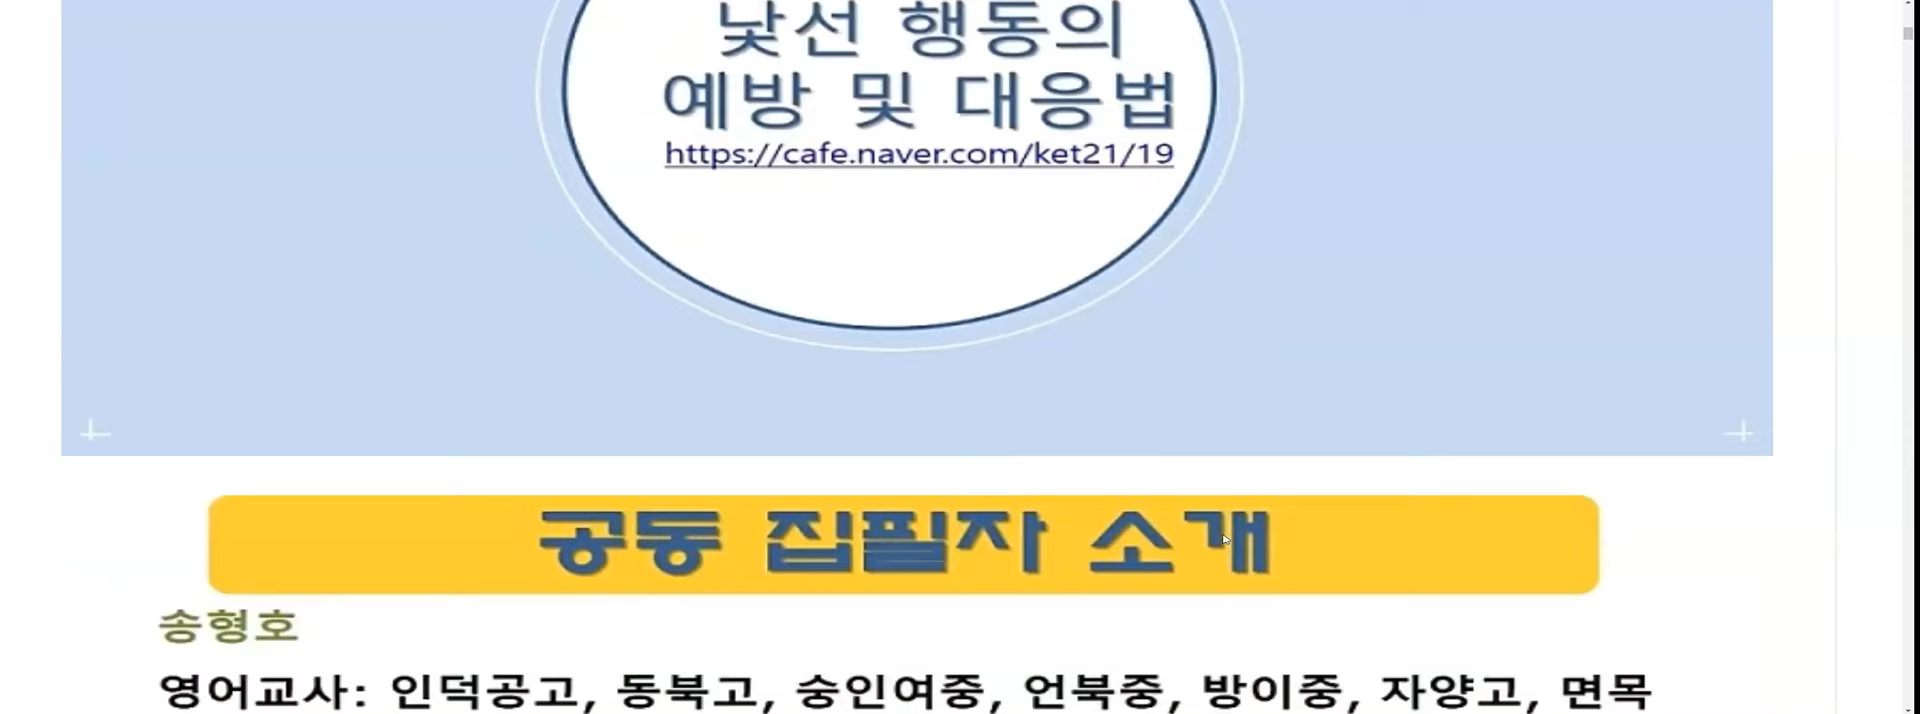 낯선 행동의
예방 및 대응법
https://cafe.naver.com/ket21/19
공동 집필자 소개
송형호
영어교사: 인덕공고, 동북고, 숭인여중, 언북중, 방이중, 자양고, 면목